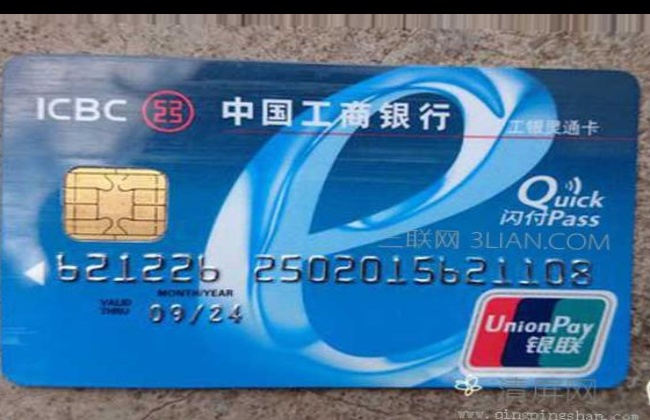 ICBC 中国工商银行
工银灵通卡
Quick
闪付Pass
三联网 3LIAN.COM
621226 2502015621108
MONTH/YEAR
VALID
THRU 09/24
UnionPay
银联
清屏网
www.qingpingshan.com